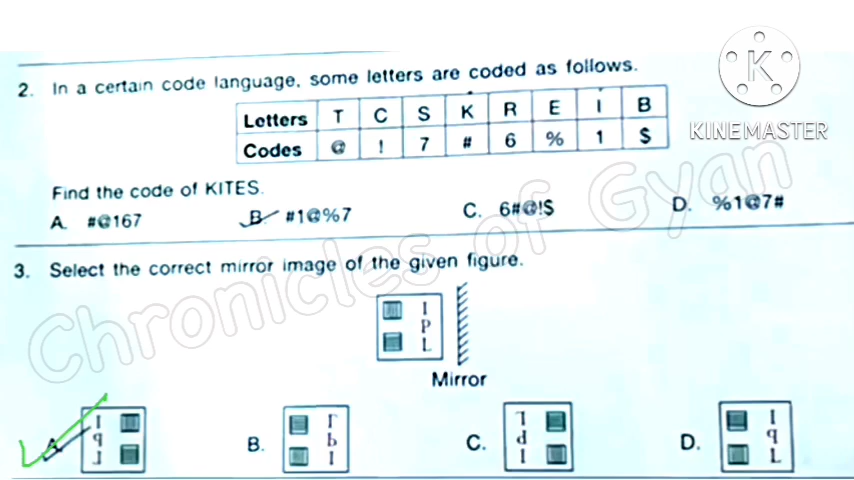 K
KINEMASTER
2. In a certain code language, some letters are coded as follows.
Letters T C S K R E I B
Codes @ ! 7 # 6 % 1 $
Find the code of KITES.
A. #@167 B. #1@%7 C. 6#@!$ D. %1@7#
Chronicles of Gyan
3. Select the correct mirror image of the given figure.
I
P
L
Mirror
A. B. C. D.